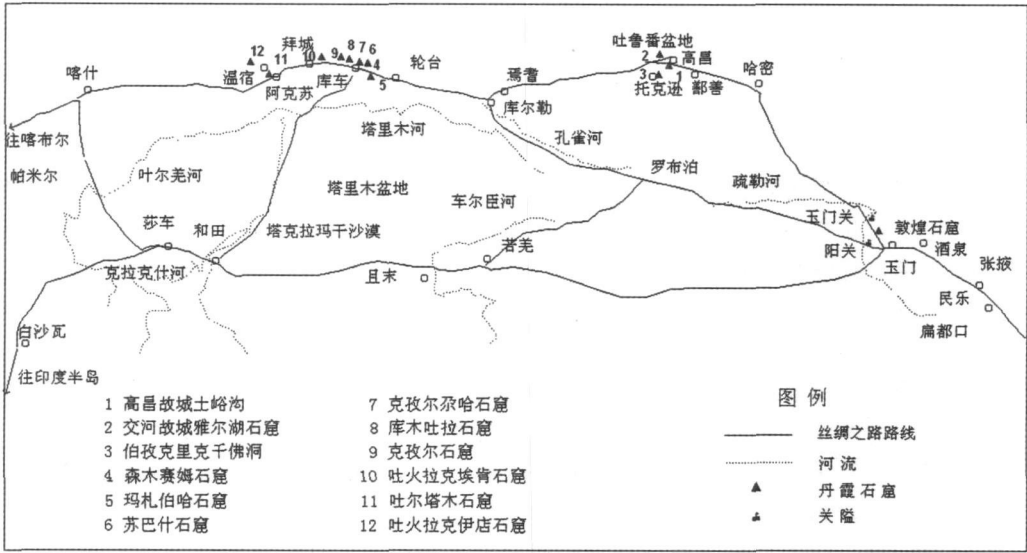 拜城
12
11
10
9
8
7
6
4
5
温宿
阿克苏
库车
轮台
喀什
焉耆
库尔勒
吐鲁番盆地
2
高昌
3
1
托克逊
鄯善
哈密
往喀布尔
帕米尔
叶尔羌河
塔里木河
孔雀河
塔里木盆地
车尔臣河
罗布泊
疏勒河
莎车
和田
塔克拉玛干沙漠
若羌
玉门关
敦煌石窟
阳关
酒泉
玉门
张掖
克拉克什河
且末
民乐
扁都口
白沙瓦
往印度半岛
1 高昌故城土峪沟
2 交河故城雅尔湖石窟
3 伯孜克里克千佛洞
4 森木赛姆石窟
5 玛札伯哈石窟
6 苏巴什石窟
7 克孜尔尕哈石窟
8 库木吐拉石窟
9 克孜尔石窟
10 吐火拉克埃肯石窟
11 吐尔塔木石窟
12 吐火拉克伊店石窟
图 例
丝绸之路路线
河流
丹霞石窟
关隘